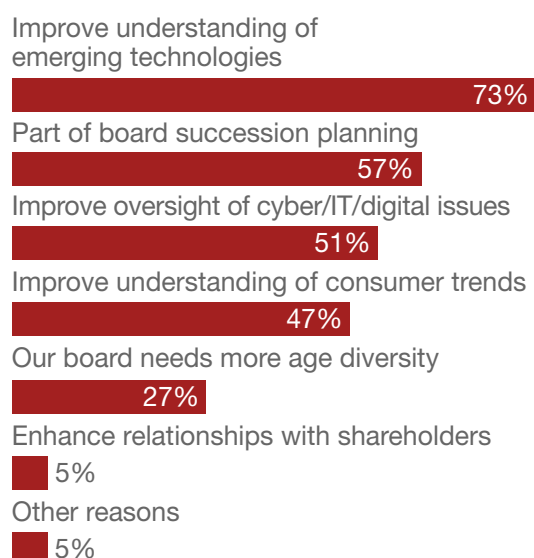 Improve understanding of
emerging technologies
73%
Part of board succession planning
57%
Improve oversight of cyber/IT/digital issues
51%
Improve understanding of consumer trends
47%
Our board needs more age diversity
27%
Enhance relationships with shareholders
5%
Other reasons
5%